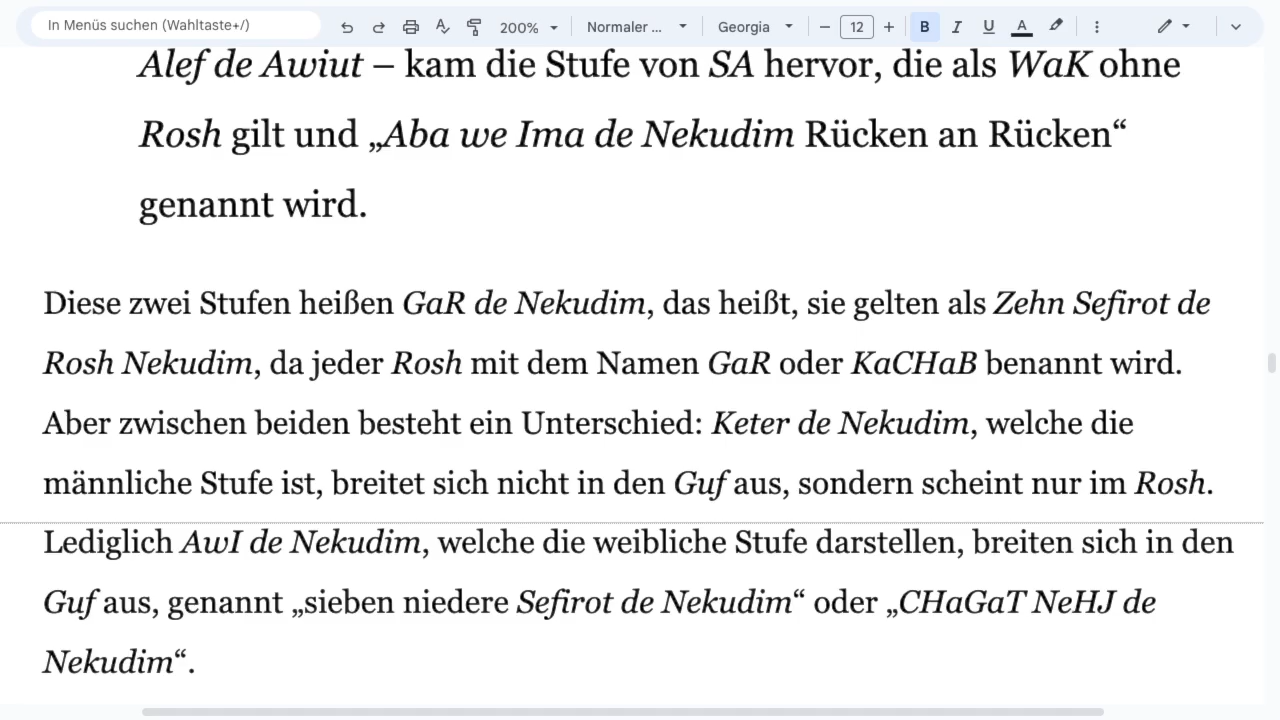 In Menüs suchen (Wahltaste+/)
200%
Normaler ...
Georgia
12
B
I
U
A
Alef de Awiut – kam die Stufe von SA hervor, die als WaK ohne
Rosh gilt und „Aba we Ima de Nekudim Rücken an Rücken“
genannt wird.
Diese zwei Stufen heißen GaR de Nekudim, das heißt, sie gelten als Zehn Sefirot de
Rosh Nekudim, da jeder Rosh mit dem Namen GaR oder KaCHaB benannt wird.
Aber zwischen beiden besteht ein Unterschied: Keter de Nekudim, welche die
männliche Stufe ist, breitet sich nicht in den Guf aus, sondern scheint nur im Rosh.
Lediglich AwI de Nekudim, welche die weibliche Stufe darstellen, breiten sich in den
Guf aus, genannt „sieben niedere Sefirot de Nekudim“ oder „CHaGaT NeHJ de
Nekudim“.